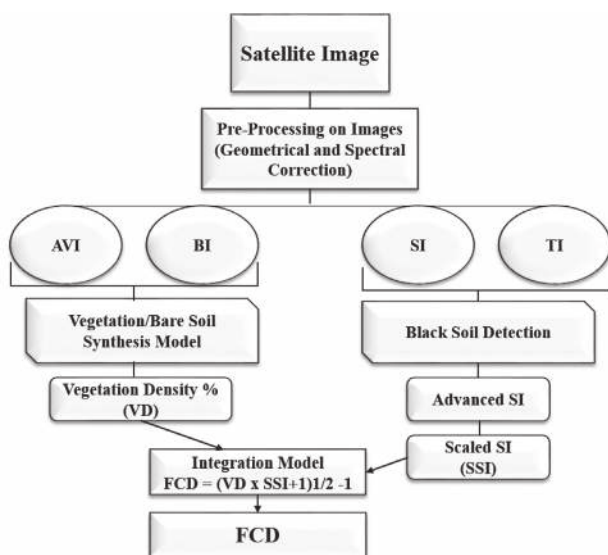 Satellite Image
Pre-Processing on Images
(Geometrical and Spectral
Correction)
AVI
BI
SI
TI
Vegetation/Bare Soil
Synthesis Model
Black Soil Detection
Vegetation Density %
(VD)
Advanced SI
Scaled SI
(SSI)
Integration Model
FCD = (VD x SSI+1)1/2 -1
FCD